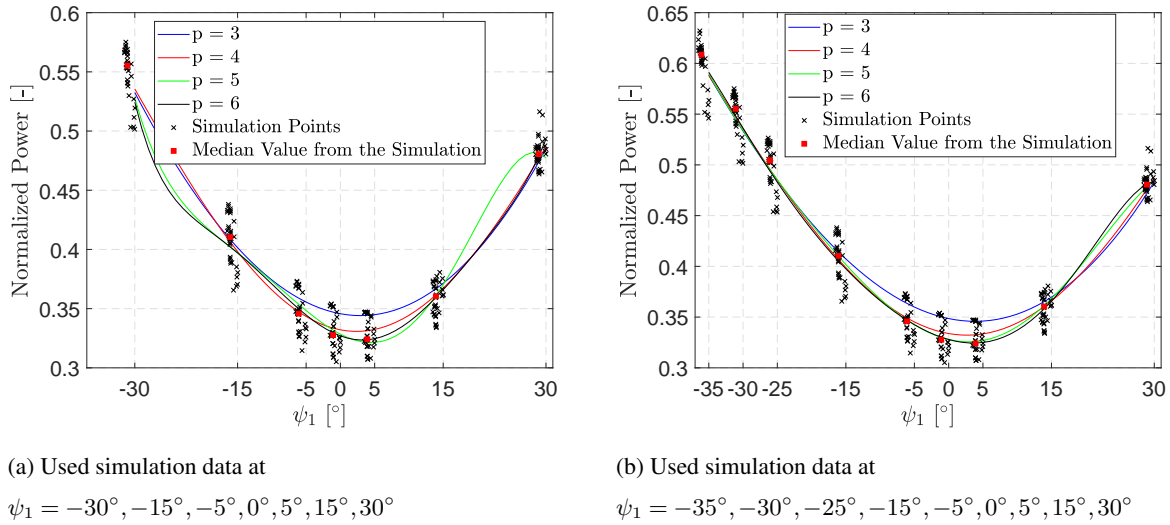 0.6
0.55
0.5
0.45
0.4
0.35
0.3
Normalized Power [-]
p = 3
p = 4
p = 5
p = 6
Simulation Points
Median Value from the Simulation
-30 -15 -5 0 5 15 30
ψ₁ [°]
(a) Used simulation data at
ψ₁ = −30°, −15°, −5°, 0°, 5°, 15°, 30°
0.65
0.6
0.55
0.5
0.45
0.4
0.35
0.3
Normalized Power [-]
p = 3
p = 4
p = 5
p = 6
Simulation Points
Median Value from the Simulation
-35 -30 -25 -15 -5 0 5 15 30
ψ₁ [°]
(b) Used simulation data at
ψ₁ = −35°, −30°, −25°, −15°, −5°, 0°, 5°, 15°, 30°